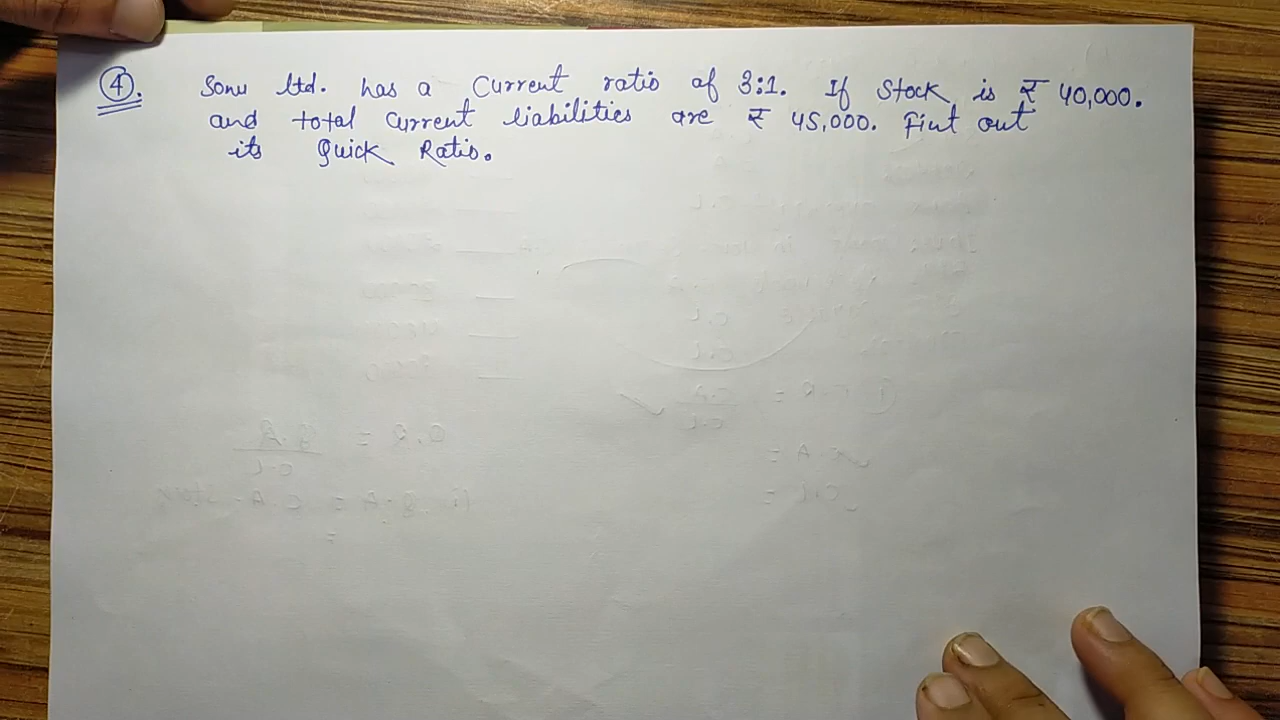 ④. Sonu ltd. has a Current ratio of 3:1. If Stock is ₹ 40,000.
and total current liabilities are ₹ 45,000. Fint out
its Quick Ratio.